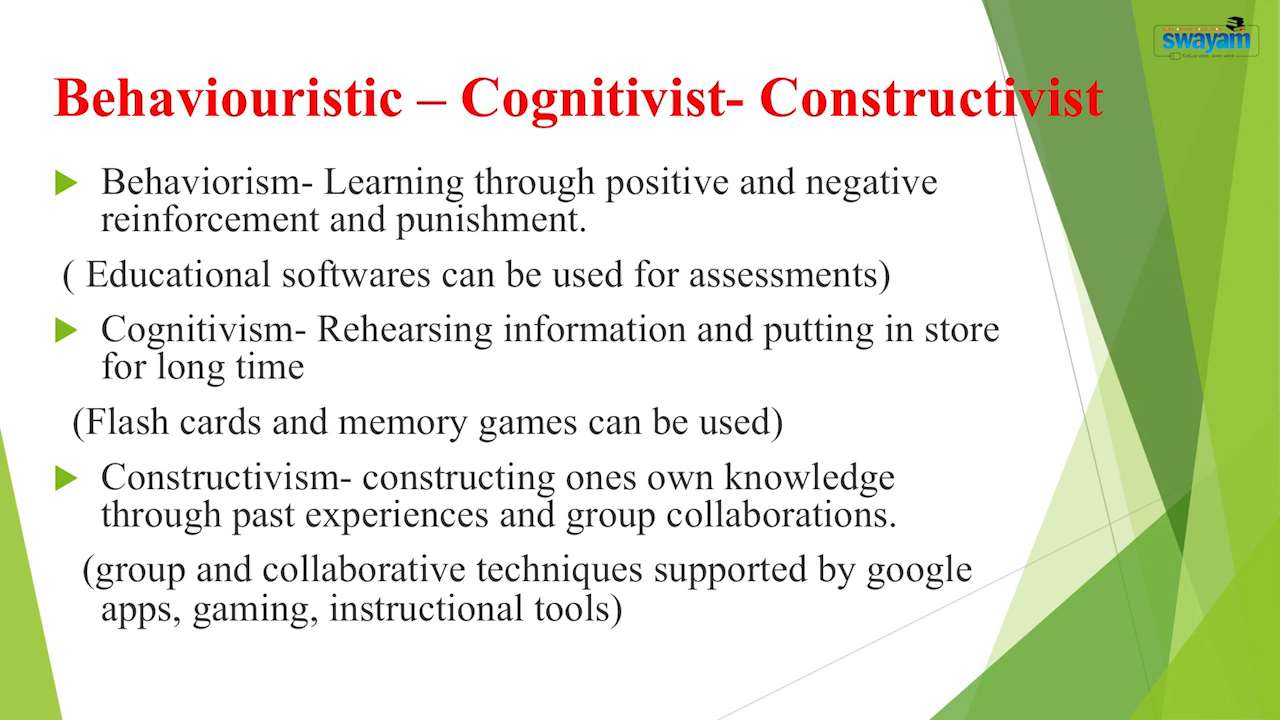 swayam
Behaviouristic – Cognitivist- Constructivist
Behaviorism- Learning through positive and negative
reinforcement and punishment.
( Educational softwares can be used for assessments)
Cognitivism- Rehearsing information and putting in store
for long time
(Flash cards and memory games can be used)
Constructivism- constructing ones own knowledge
through past experiences and group collaborations.
(group and collaborative techniques supported by google
apps, gaming, instructional tools)